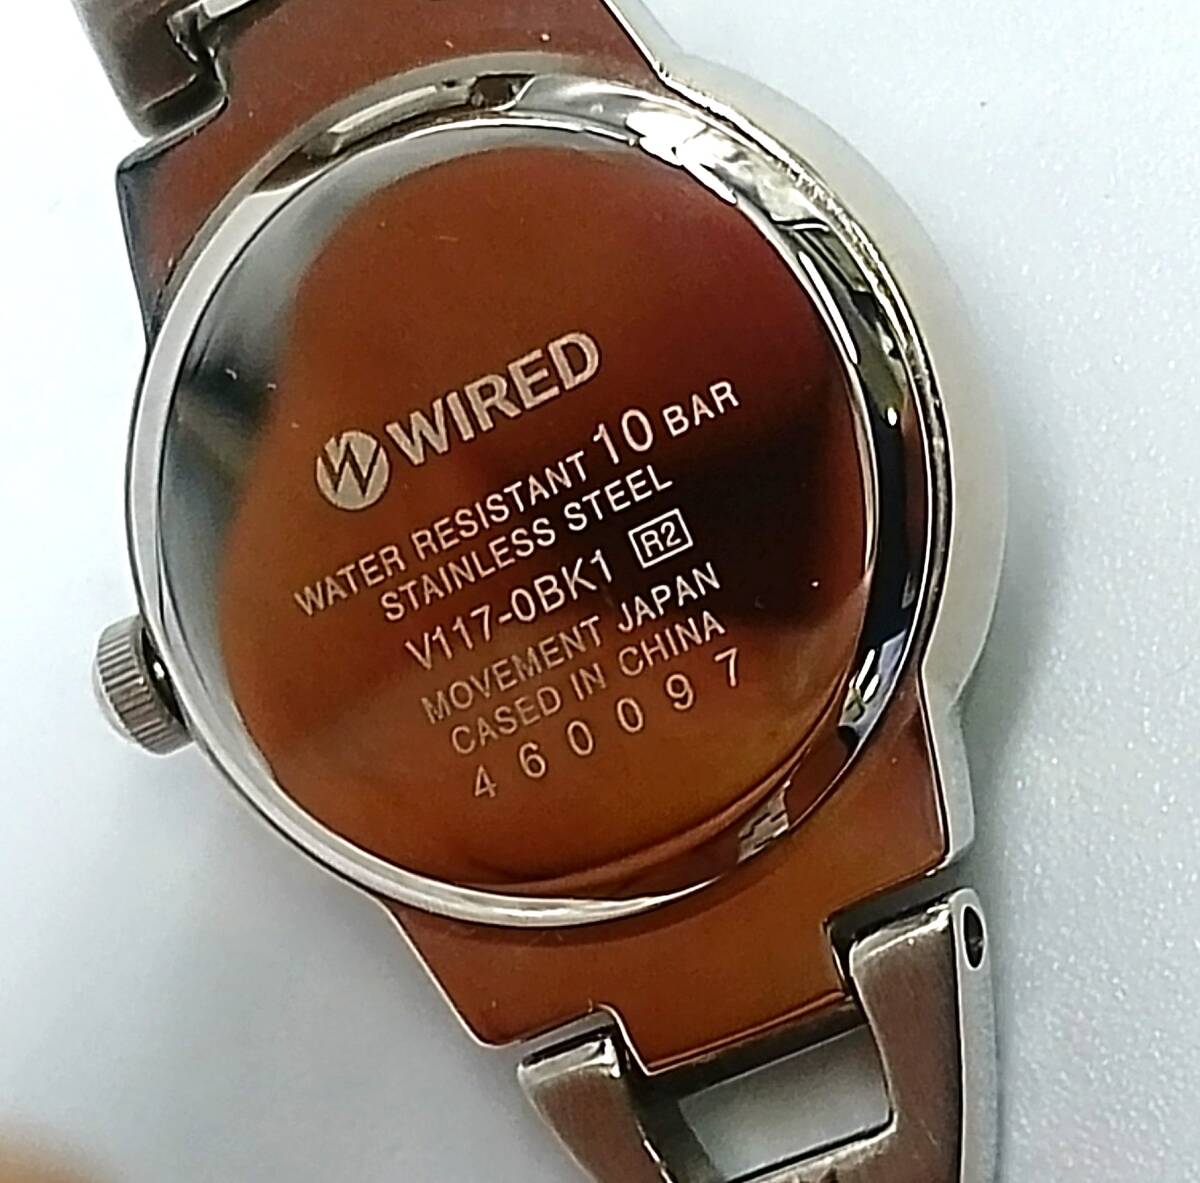 W WIRED
WATER RESISTANT 10 BAR
STAINLESS STEEL
V117-0BK1 R2
MOVEMENT JAPAN
CASED IN CHINA
460097